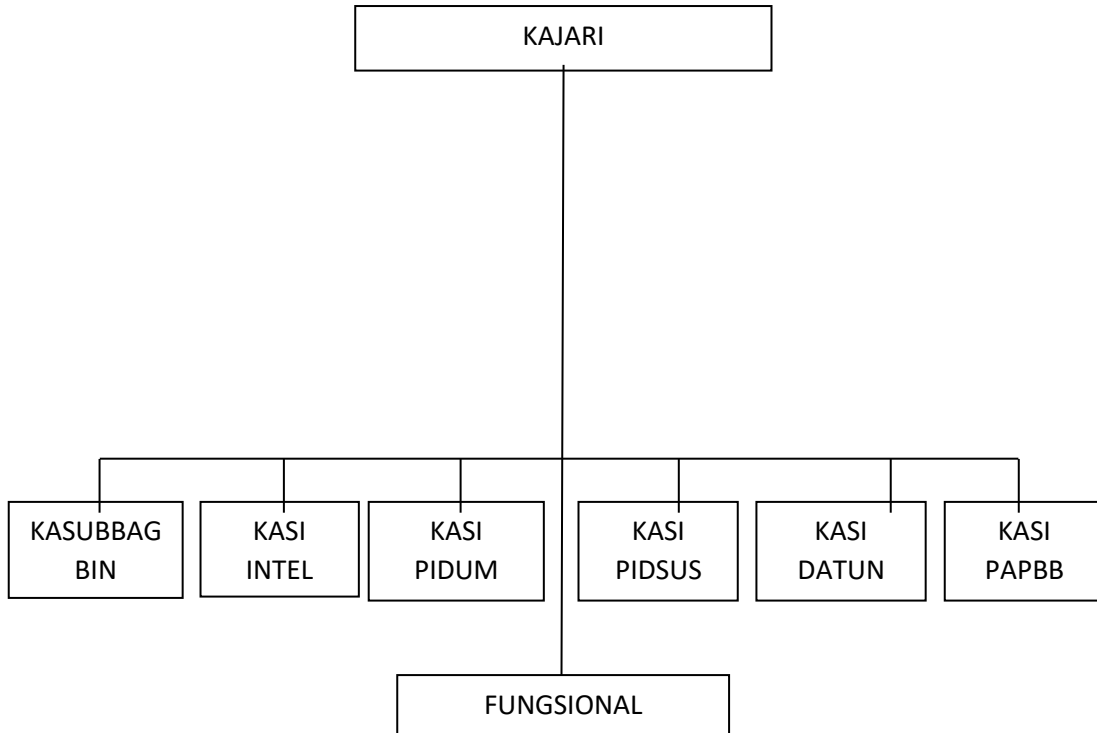 KAJARI
KASUBBAG
BIN
KASI
INTEL
KASI
PIDUM
KASI
PIDSUS
KASI
DATUN
KASI
PAPBB
FUNGSIONAL